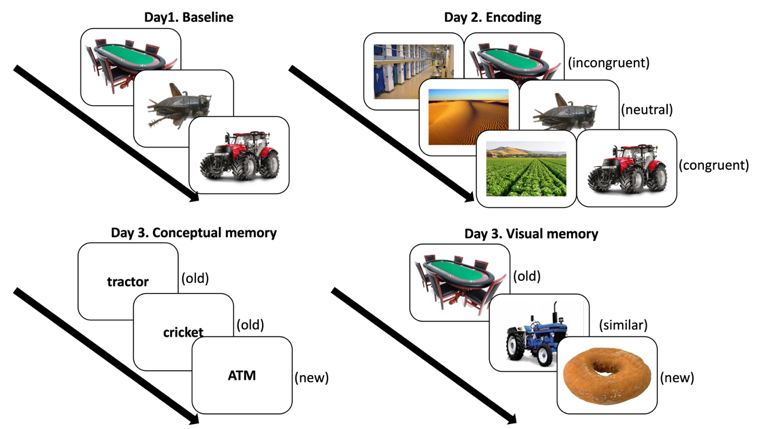 Day1. Baseline
Day 2. Encoding
(incongruent)
(neutral)
(congruent)
Day 3. Conceptual memory
tractor
(old)
cricket
(old)
ATM
(new)
Day 3. Visual memory
(old)
(similar)
(new)